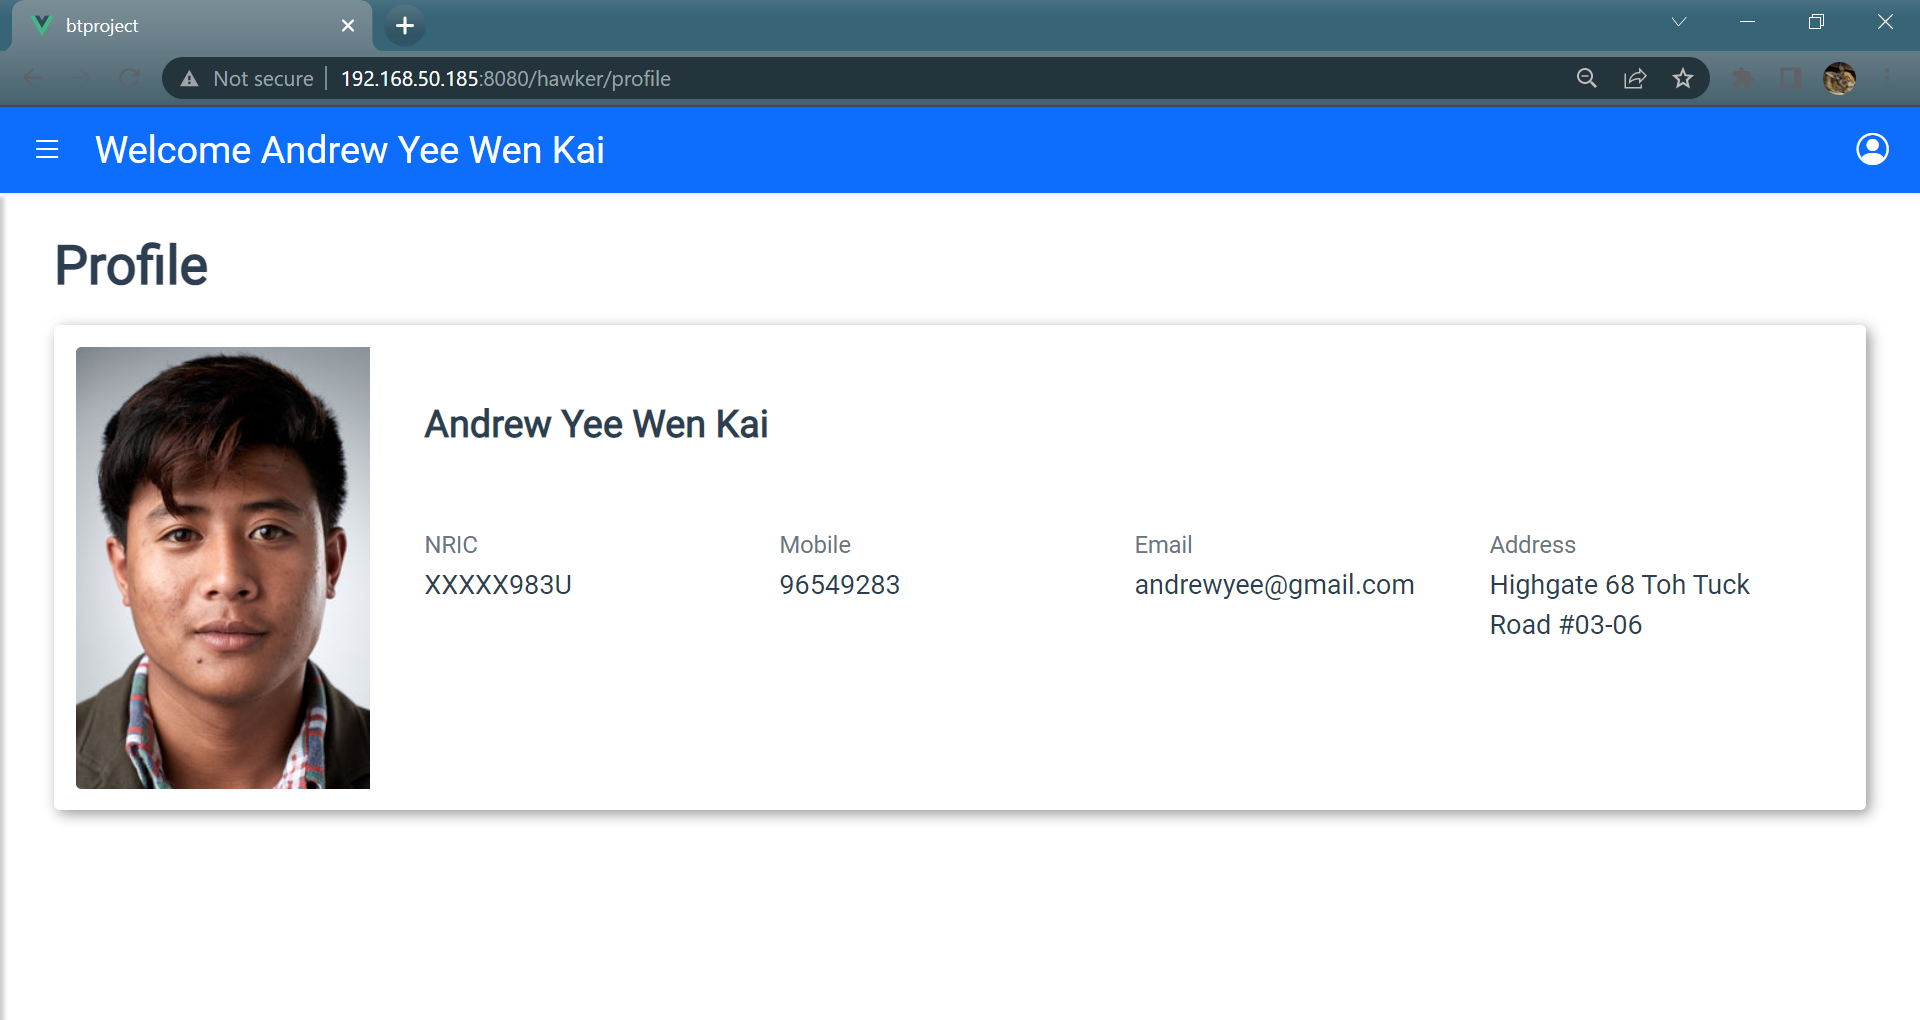 btproject
Not secure
192.168.50.185:8080/hawker/profile
Welcome Andrew Yee Wen Kai
Profile
Andrew Yee Wen Kai
NRIC
XXXXX983U
Mobile
96549283
Email
andrewyee@gmail.com
Address
Highgate 68 Toh Tuck
Road #03-06